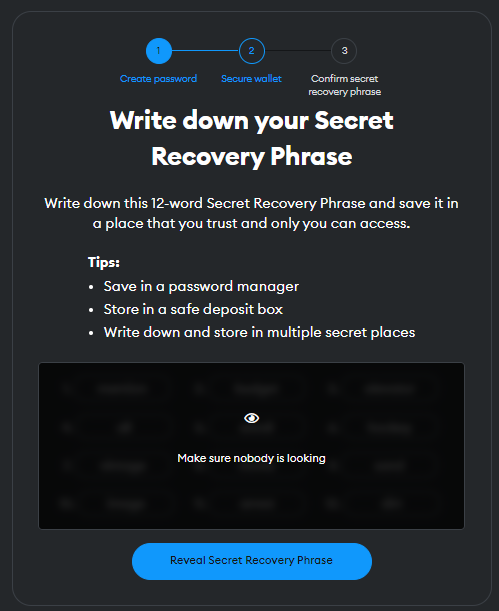 1
2
3
Create password
Secure wallet
Confirm secret
recovery phrase
Write down your Secret
Recovery Phrase
Write down this 12-word Secret Recovery Phrase and save it in
a place that you trust and only you can access.
Tips:
• Save in a password manager
• Store in a safe deposit box
• Write down and store in multiple secret places
Make sure nobody is looking
Reveal Secret Recovery Phrase